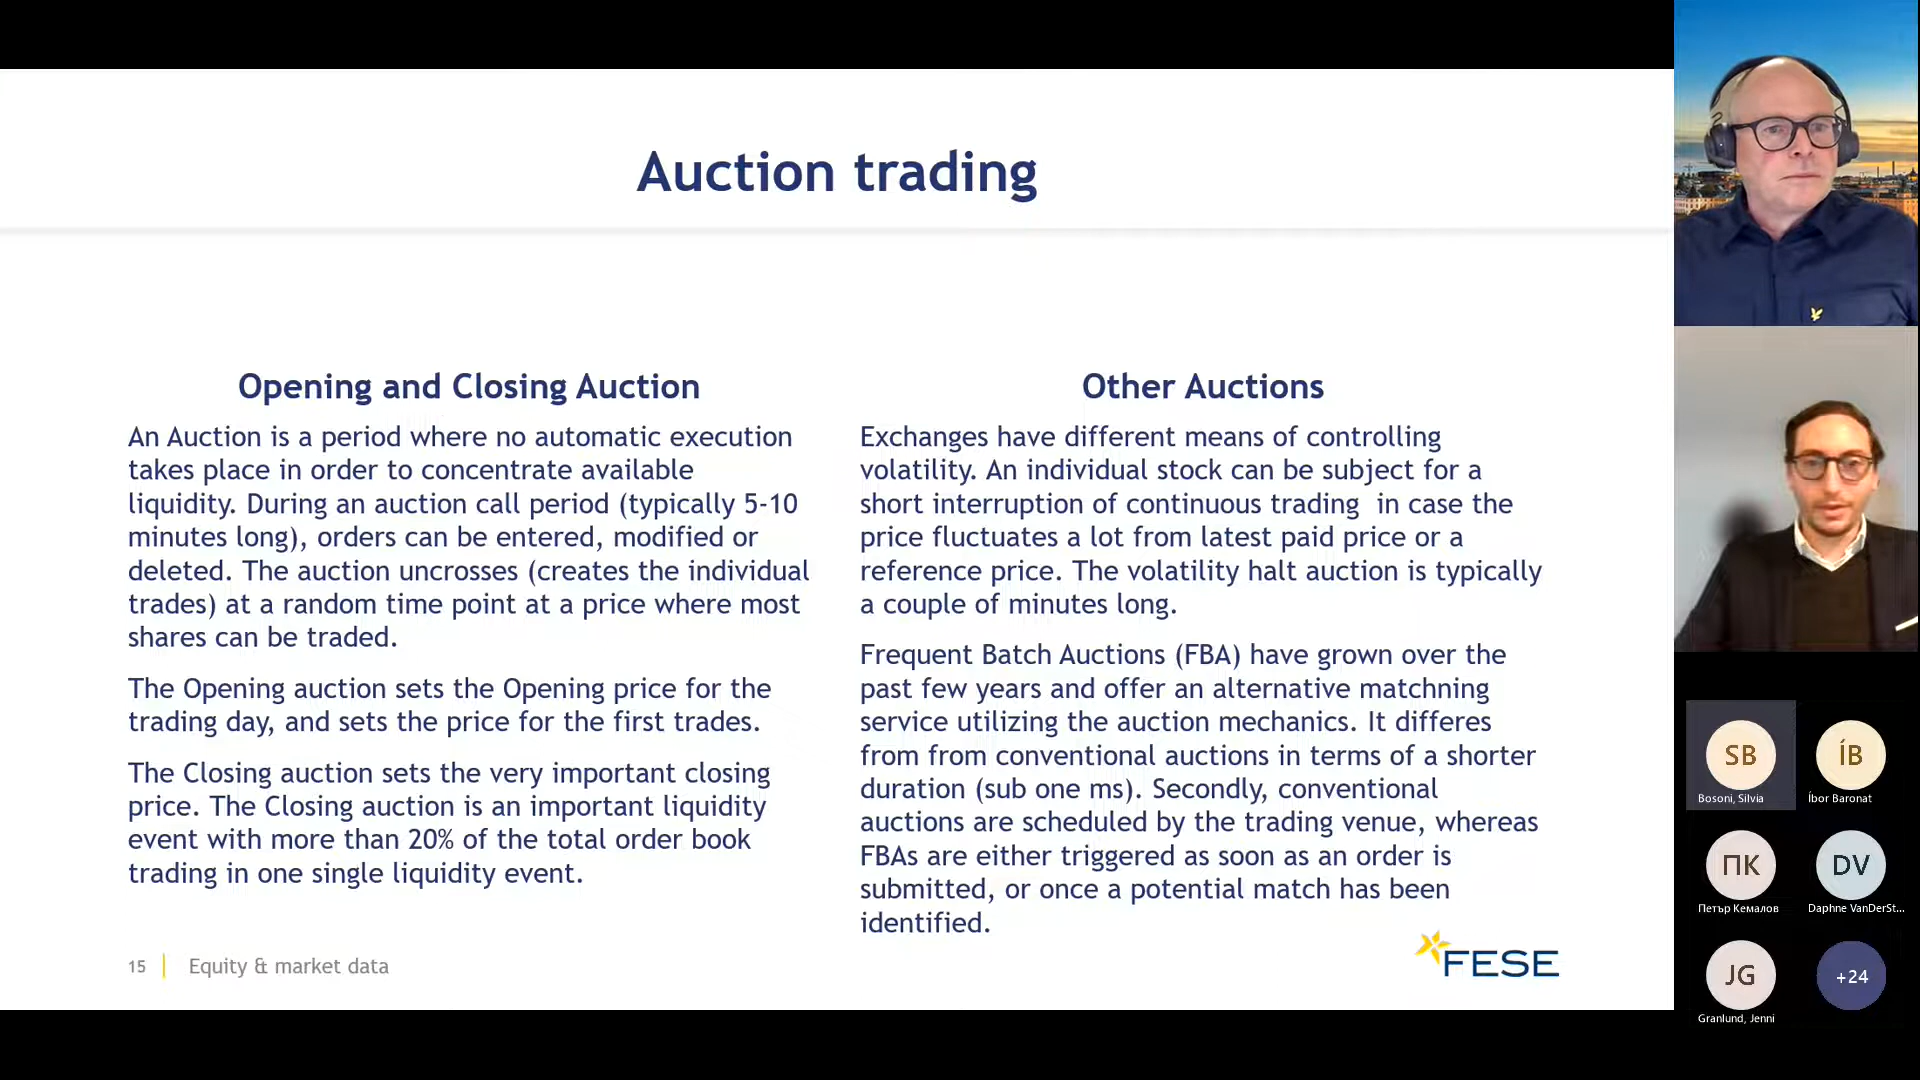 Auction trading
Opening and Closing Auction
An Auction is a period where no automatic execution
takes place in order to concentrate available
liquidity. During an auction call period (typically 5-10
minutes long), orders can be entered, modified or
deleted. The auction uncrosses (creates the individual
trades) at a random time point at a price where most
shares can be traded.
The Opening auction sets the Opening price for the
trading day, and sets the price for the first trades.
The Closing auction sets the very important closing
price. The Closing auction is an important liquidity
event with more than 20% of the total order book
trading in one single liquidity event.
Other Auctions
Exchanges have different means of controlling
volatility. An individual stock can be subject for a
short interruption of continuous trading  in case the
price fluctuates a lot from latest paid price or a
reference price. The volatility halt auction is typically
a couple of minutes long.
Frequent Batch Auctions (FBA) have grown over the
past few years and offer an alternative matchning
service utilizing the auction mechanics. It differes
from from conventional auctions in terms of a shorter
duration (sub one ms). Secondly, conventional
auctions are scheduled by the trading venue, whereas
FBAs are either triggered as soon as an order is
submitted, or once a potential match has been
identified.
15
Equity & market data
FESE
SB
Bosoni, Silvia
ÍB
Íbor Baronat
ПК
Петър Кемалов
DV
Daphne VanDerSt...
JG
Granlund, Jenni
+24